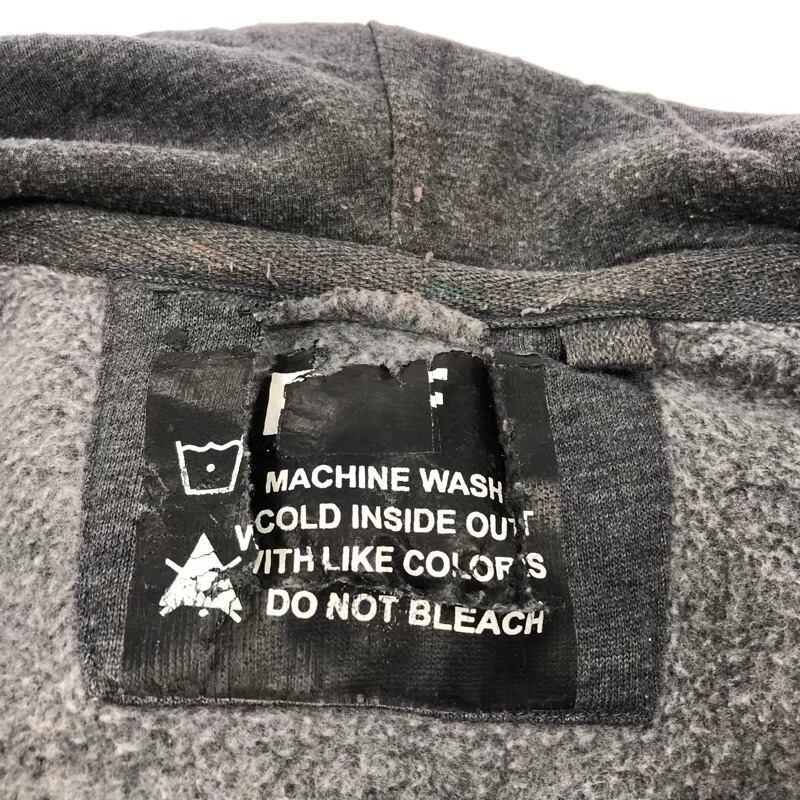 MACHINE WASH
COLD INSIDE OUT
WITH LIKE COLORS
DO NOT BLEACH